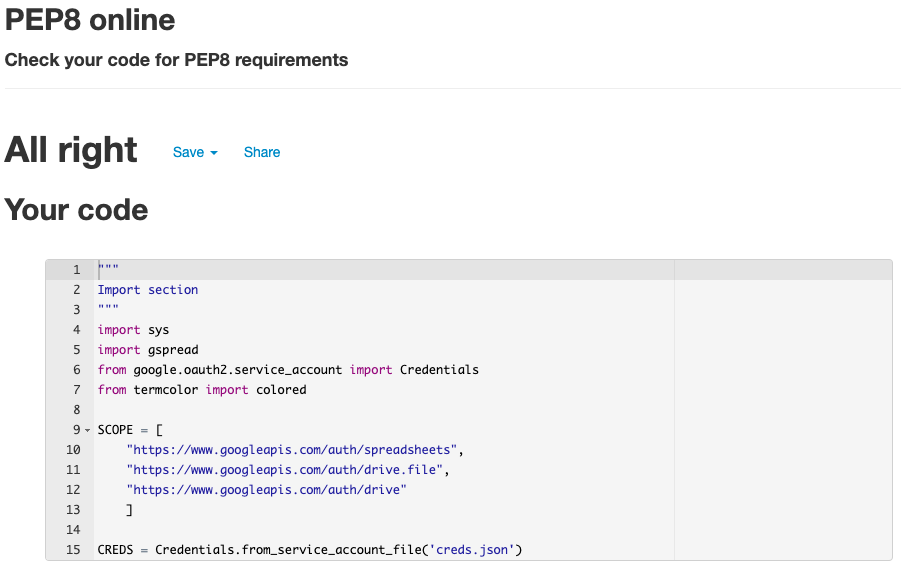 PEP8 online
Check your code for PEP8 requirements
All right Save Share
Your code
1 """
2 Import section
3 """
4 import sys
5 import gspread
6 from google.oauth2.service_account import Credentials
7 from termcolor import colored
8
9 SCOPE = [
10     "https://www.googleapis.com/auth/spreadsheets",
11     "https://www.googleapis.com/auth/drive.file",
12     "https://www.googleapis.com/auth/drive"
13     ]
14
15 CREDS = Credentials.from_service_account_file('creds.json')